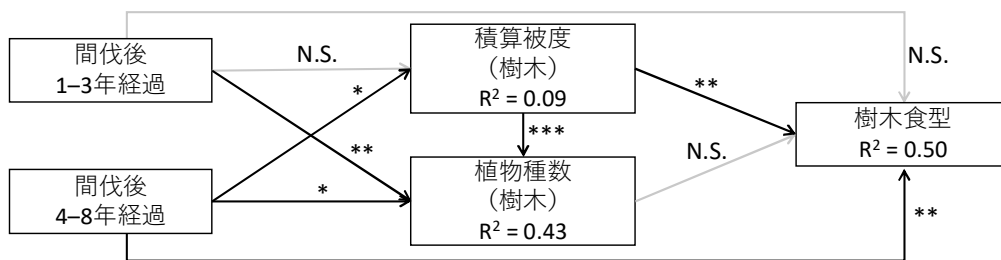 間伐後
1–3年経過
N.S.
積算被度
（樹木）
R² = 0.09
N.S.
*
**
**
***
樹木食型
R² = 0.50
間伐後
4–8年経過
*
植物種数
（樹木）
R² = 0.43
N.S.
**